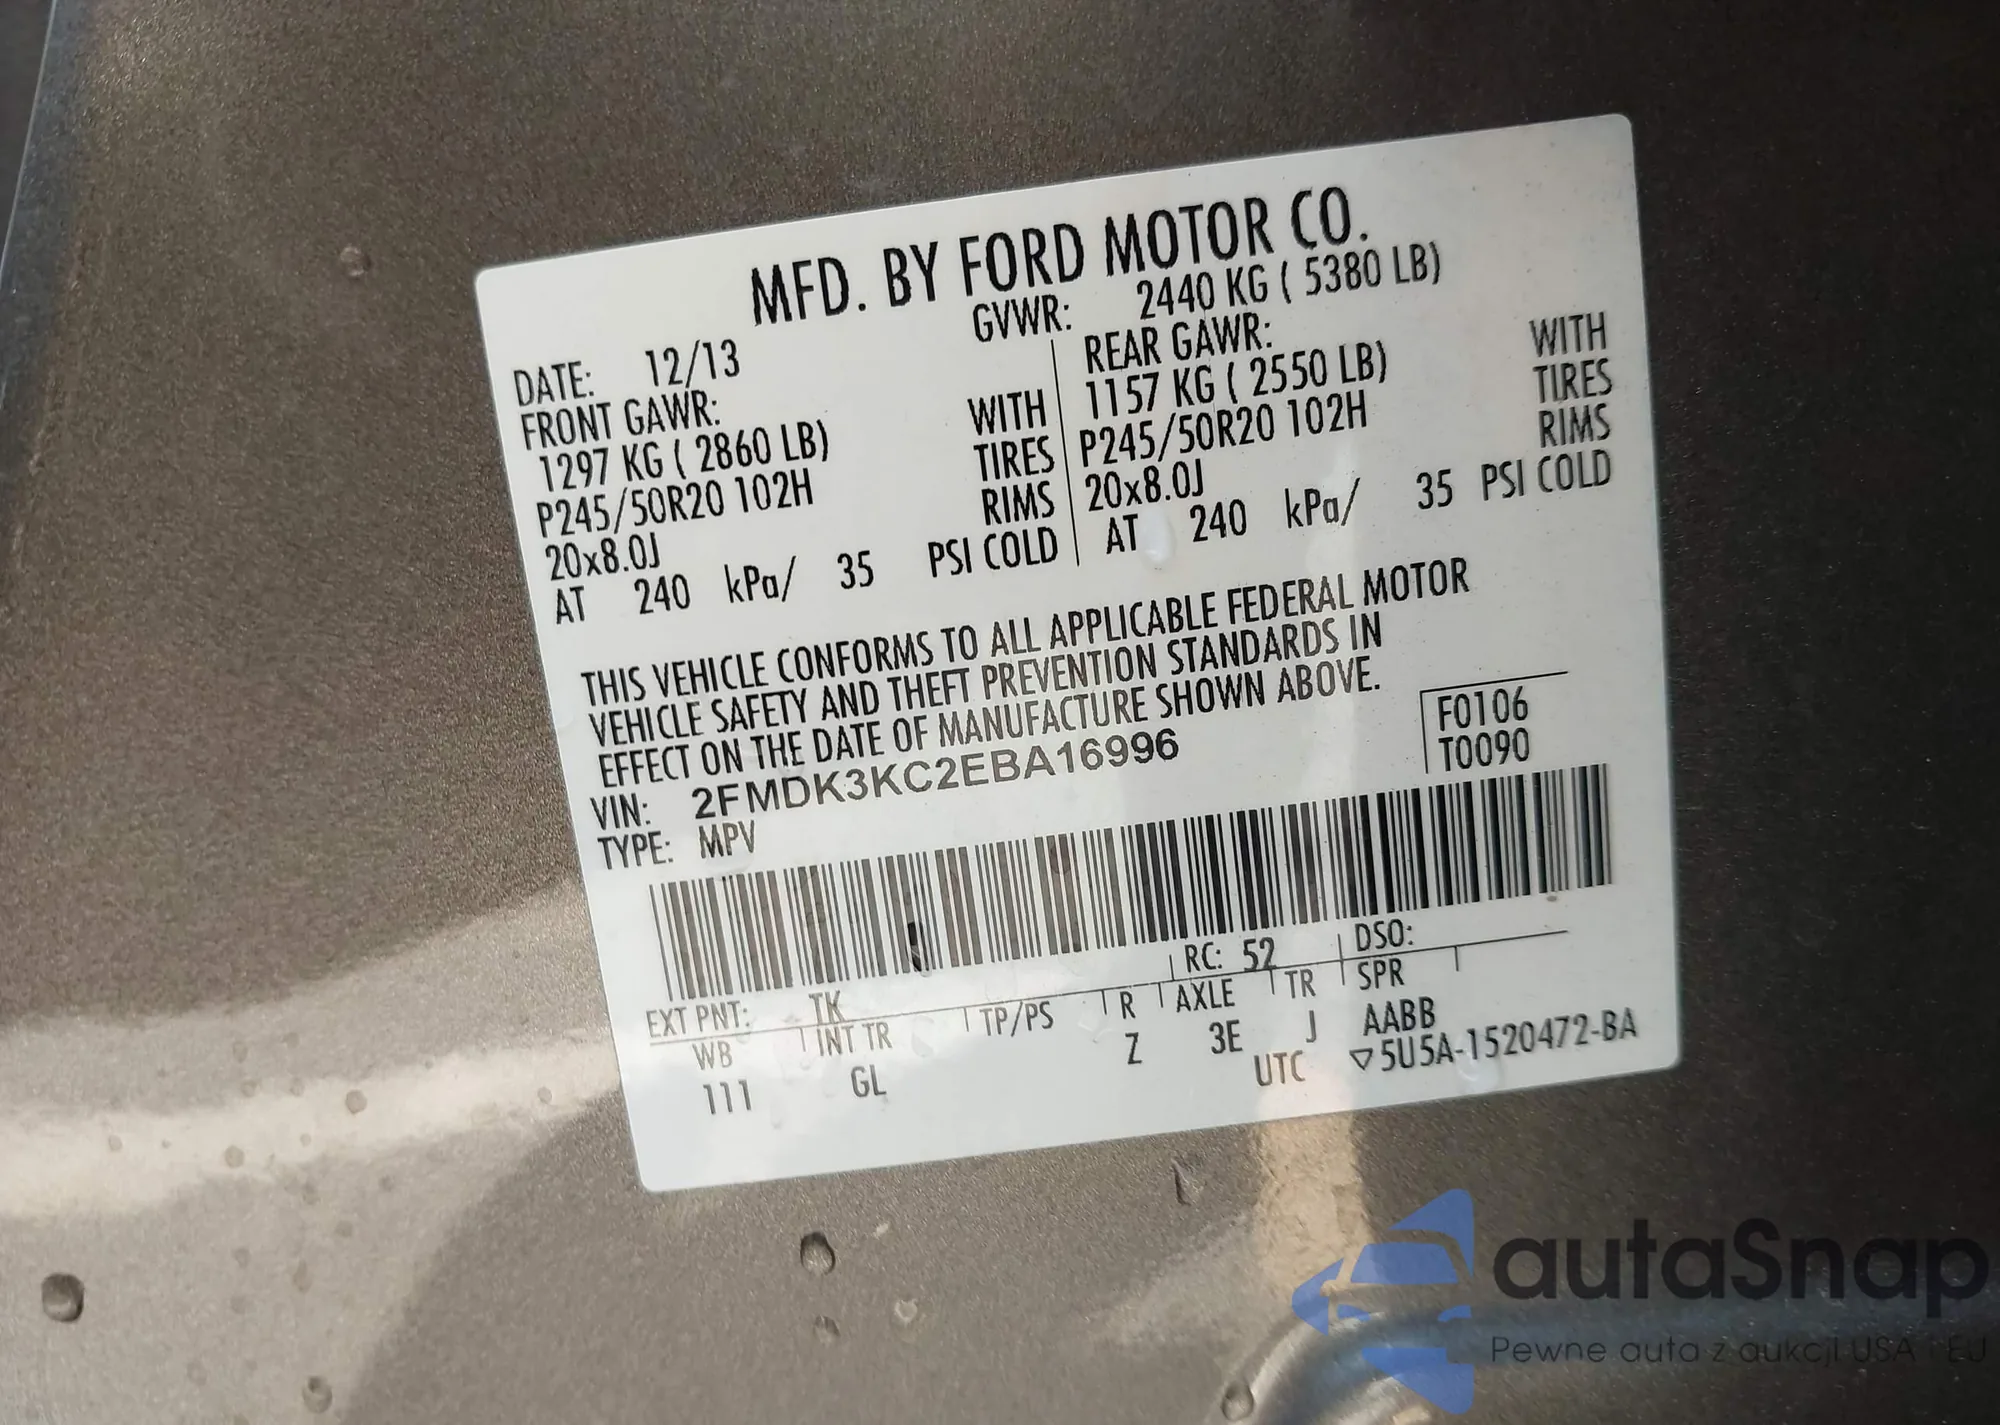 MFD. BY FORD MOTOR CO.
DATE: 12/13 GVWR: 2440 KG ( 5380 LB)
FRONT GAWR: REAR GAWR:
1297 KG ( 2860 LB) WITH 1157 KG ( 2550 LB) WITH
P245/50R20 102H TIRES P245/50R20 102H TIRES
20x8.0J RIMS 20x8.0J RIMS
AT 240 kPa/ 35 PSI COLD AT 240 kPa/ 35 PSI COLD
THIS VEHICLE CONFORMS TO ALL APPLICABLE FEDERAL MOTOR
VEHICLE SAFETY AND THEFT PREVENTION STANDARDS IN
EFFECT ON THE DATE OF MANUFACTURE SHOWN ABOVE.
VIN: 2FMDK3KC2EBA16996 F0106
TYPE: MPV T0090
EXT PNT: TK RC: 52 DSO:
WB INT TR TP/PS R AXLE TR SPR
111 GL Z 3E J AABB
UTC ▽5U5A-1520472-BA
autaSnap
Pewne auta z aukcji USA i EU